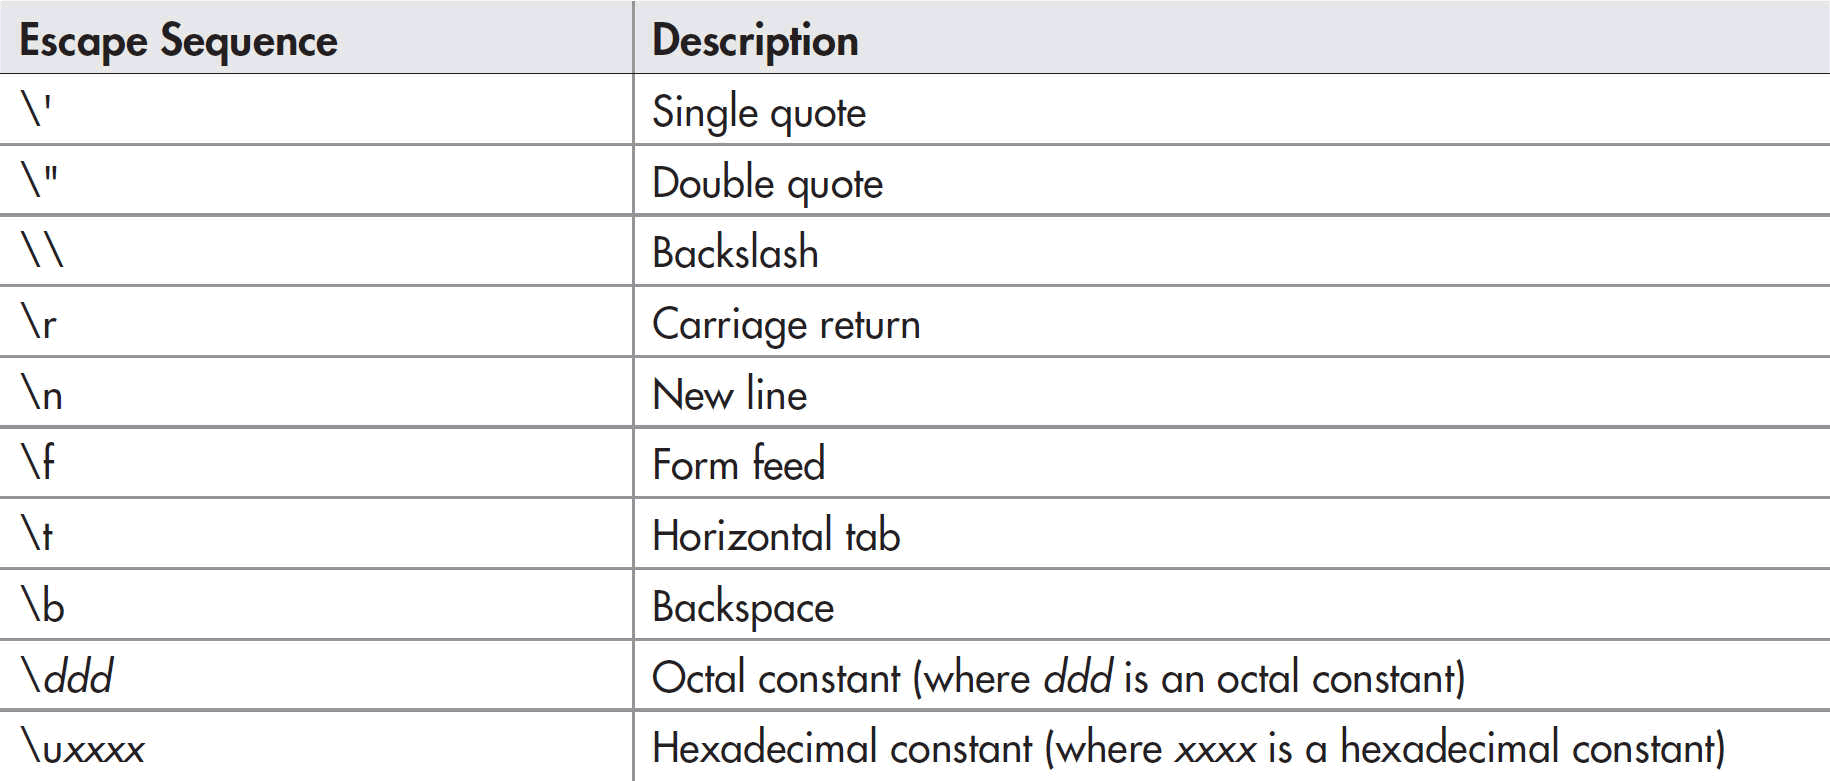 Escape Sequence Description
\' Single quote
\" Double quote
\\ Backslash
\r Carriage return
\n New line
\f Form feed
\t Horizontal tab
\b Backspace
\ddd Octal constant (where ddd is an octal constant)
\uxxxx Hexadecimal constant (where xxxx is a hexadecimal constant)